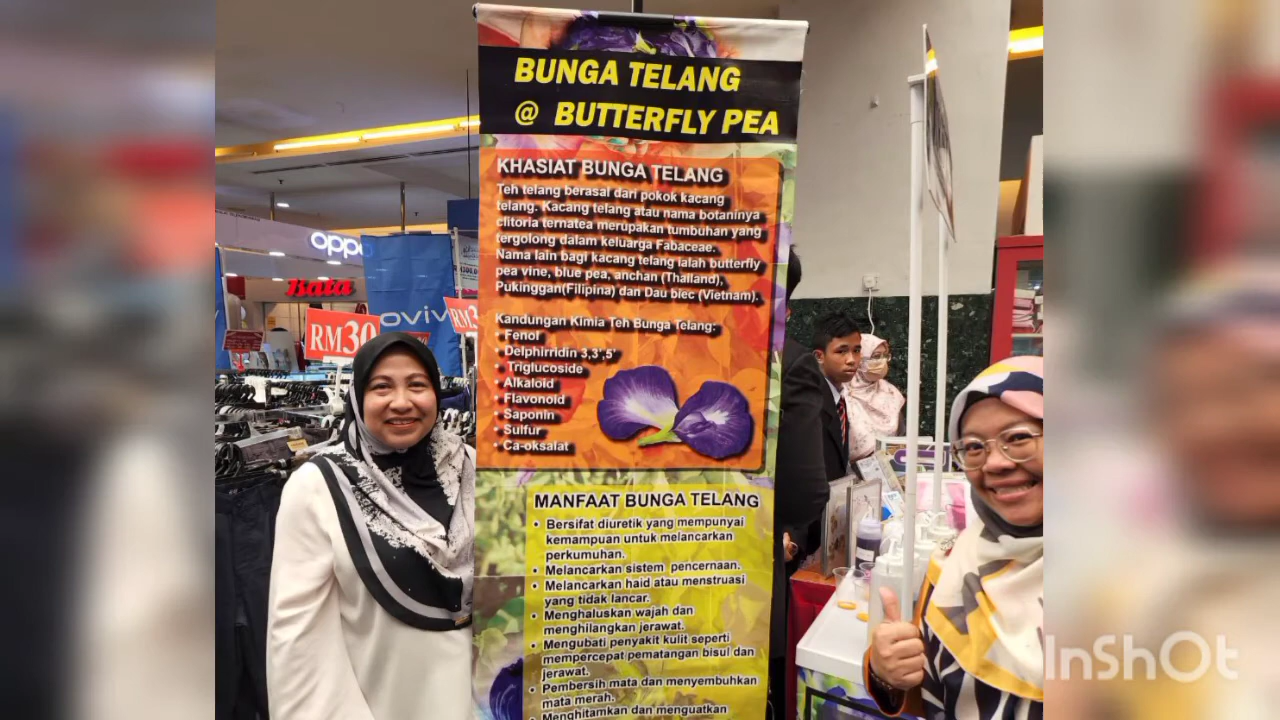 BUNGA TELANG
@ BUTTERFLY PEA
KHASIAT BUNGA TELANG
Teh telang berasal dari pokok kacang
telang. Kacang telang atau nama botaninya
clitoria ternatea merupakan tumbuhan yang
tergolong dalam keluarga Fabaceae.
Nama lain bagi kacang telang ialah butterfly
pea vine, blue pea, anchan (Thailand),
Pukinggan(Filipina) dan Dau biec (Vietnam).
Kandungan Kimia Teh Bunga Telang:
• Fenol
• Delphirridin 3,3',5'
• Triglucoside
• Alkaloid
• Flavonoid
• Saponin
• Sulfur
• Ca-oksalat
MANFAAT BUNGA TELANG
• Bersifat diuretik yang mempunyai
kemampuan untuk melancarkan
perkumuhan.
• Melancarkan sistem pencernaan.
• Melancarkan haid atau menstruasi
yang tidak lancar.
• Menghaluskan wajah dan
menghilangkan jerawat.
• Mengubati penyakit kulit seperti
mempercepat pematangan bisul dan
jerawat.
• Pembersih mata dan menyembuhkan
mata merah.
• Menghitamkan dan menguatkan
oppo
Bata
RM30
oviv
RM3
InShOt